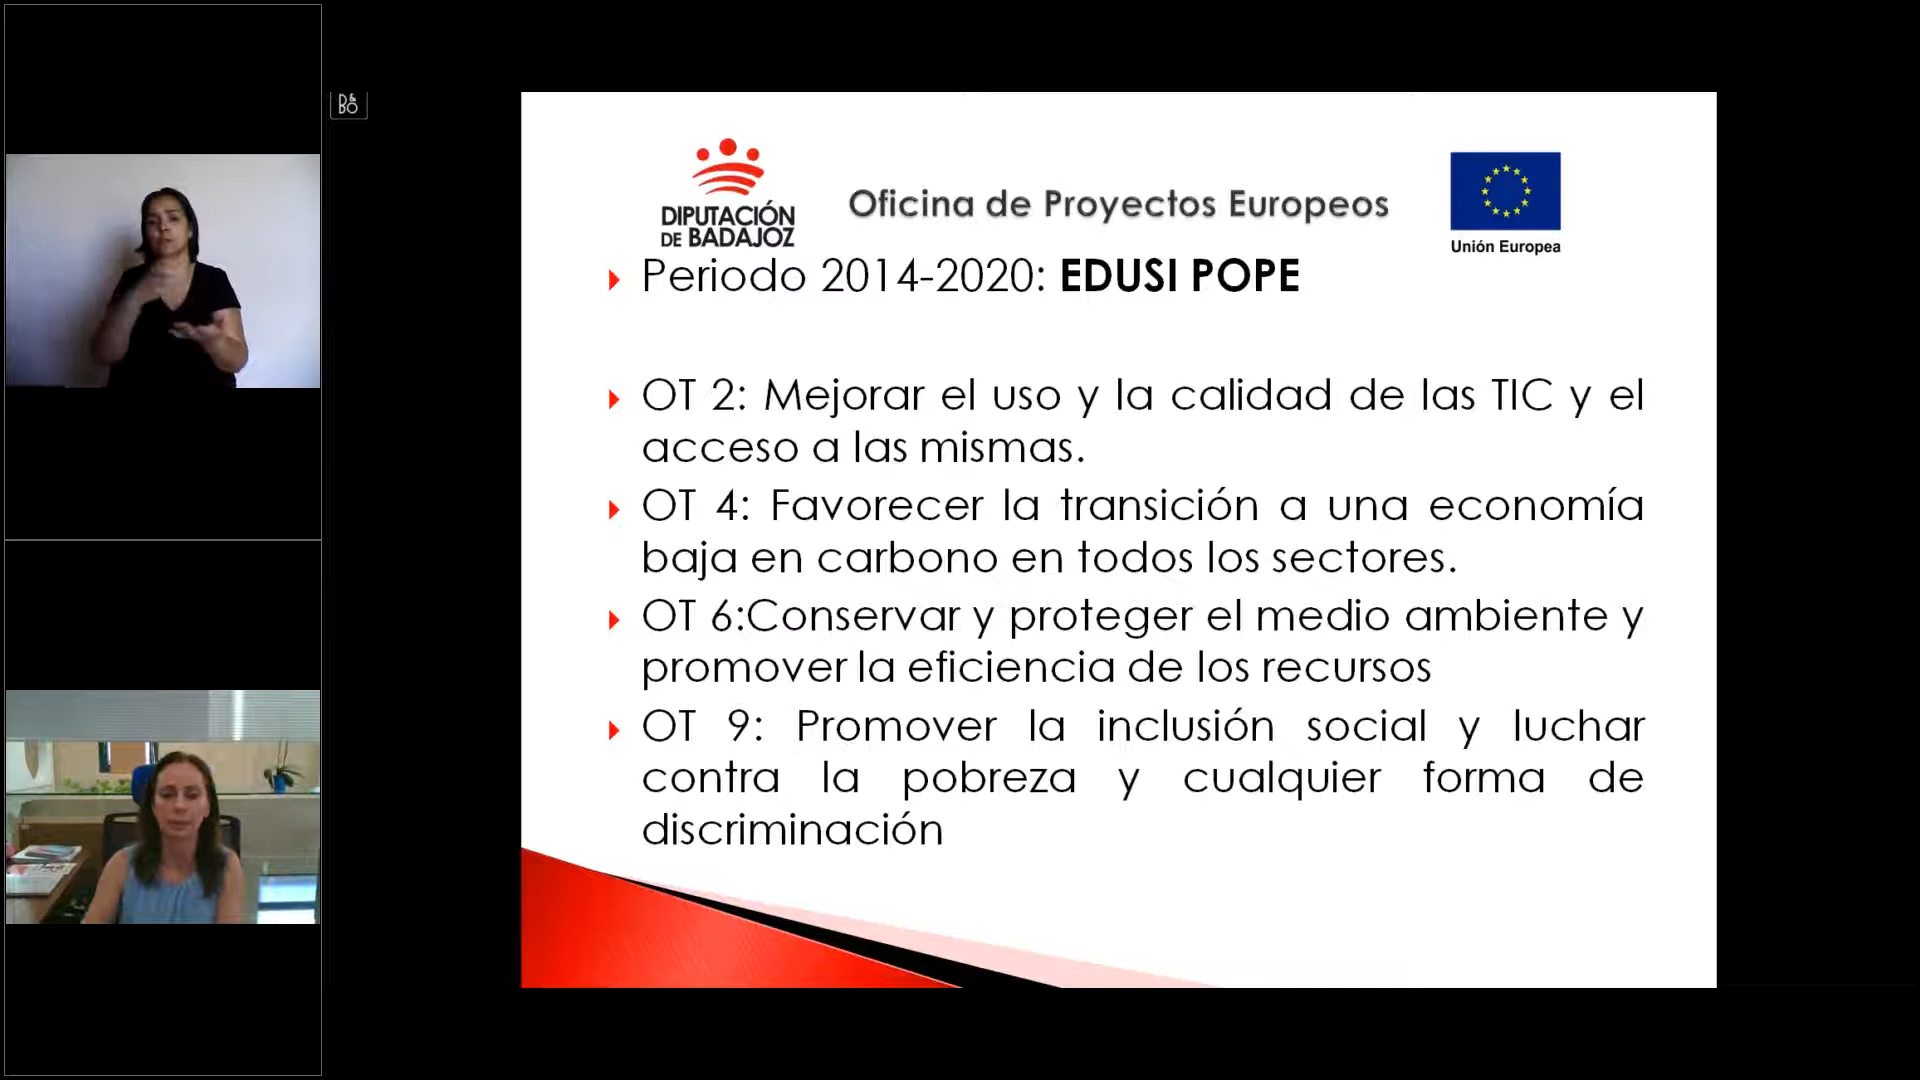 B&O
DIPUTACIÓN
DE BADAJOZ
Oficina de Proyectos Europeos
Unión Europea
Periodo 2014-2020: EDUSI POPE
OT 2: Mejorar el uso y la calidad de las TIC y el
acceso a las mismas.
OT 4: Favorecer la transición a una economía
baja en carbono en todos los sectores.
OT 6:Conservar y proteger el medio ambiente y
promover la eficiencia de los recursos
OT 9: Promover la inclusión social y luchar
contra la pobreza y cualquier forma de
discriminación